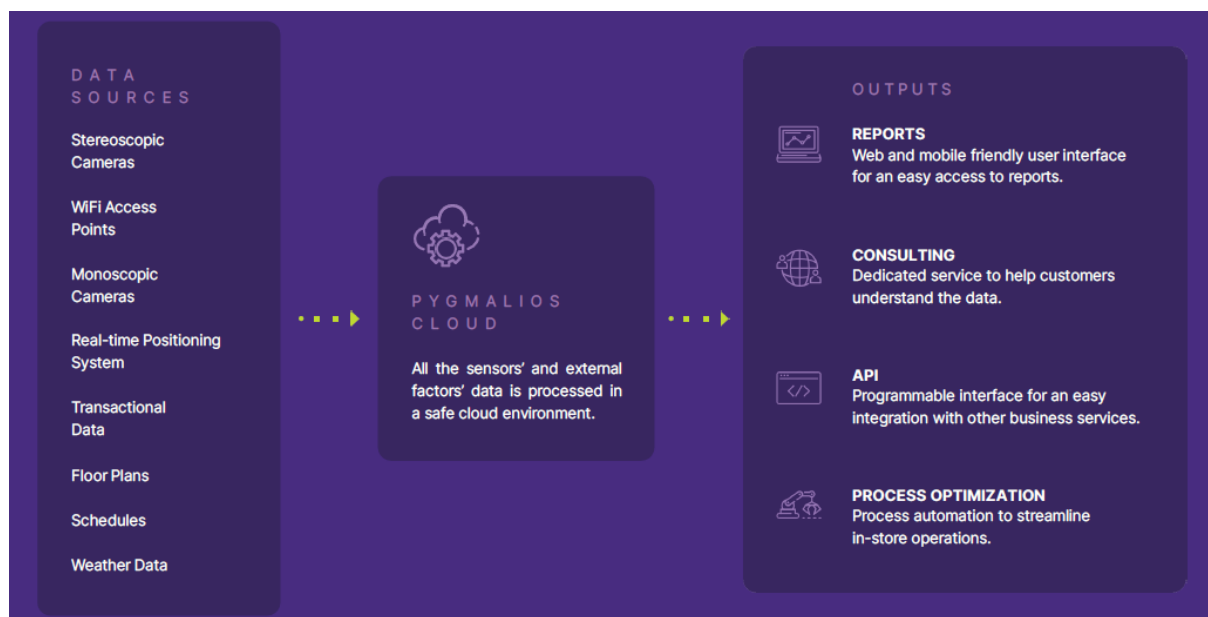 DATA
SOURCES
Stereoscopic
Cameras
WiFi Access
Points
Monoscopic
Cameras
Real-time Positioning
System
Transactional
Data
Floor Plans
Schedules
Weather Data
PYGMALIOS
CLOUD
All the sensors' and external
factors' data is processed in
a safe cloud environment.
OUTPUTS
REPORTS
Web and mobile friendly user interface
for an easy access to reports.
CONSULTING
Dedicated service to help customers
understand the data.
</>
API
Programmable interface for an easy
integration with other business services.
PROCESS OPTIMIZATION
Process automation to streamline
in-store operations.